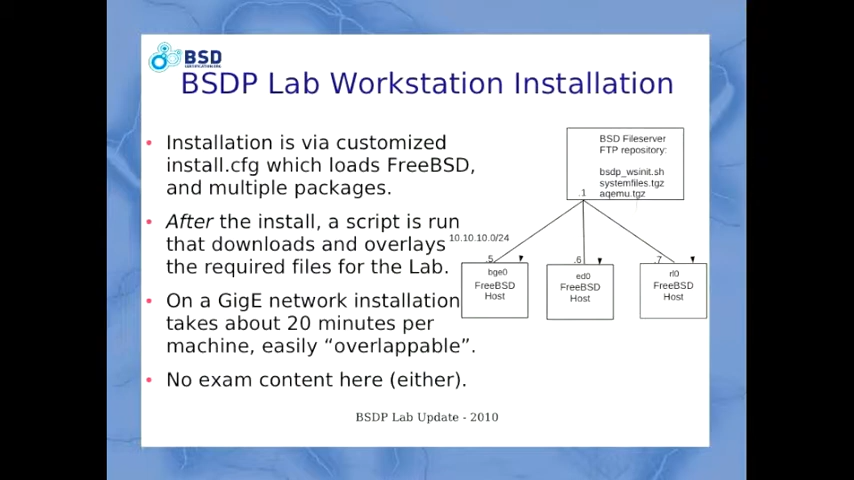 BSD
BSDP Lab Workstation Installation
• Installation is via customized
install.cfg which loads FreeBSD,
and multiple packages.
• After the install, a script is run
that downloads and overlays
the required files for the Lab.
• On a GigE network installation
takes about 20 minutes per
machine, easily “overlappable”.
• No exam content here (either).
BSD Fileserver
FTP repository:
bsdp_wsinit.sh
systemfiles.tgz
aqemu.tgz
.1
10.10.10.0/24
.5
bge0
FreeBSD
Host
.6
ed0
FreeBSD
Host
.7
rl0
FreeBSD
Host
BSDP Lab Update - 2010